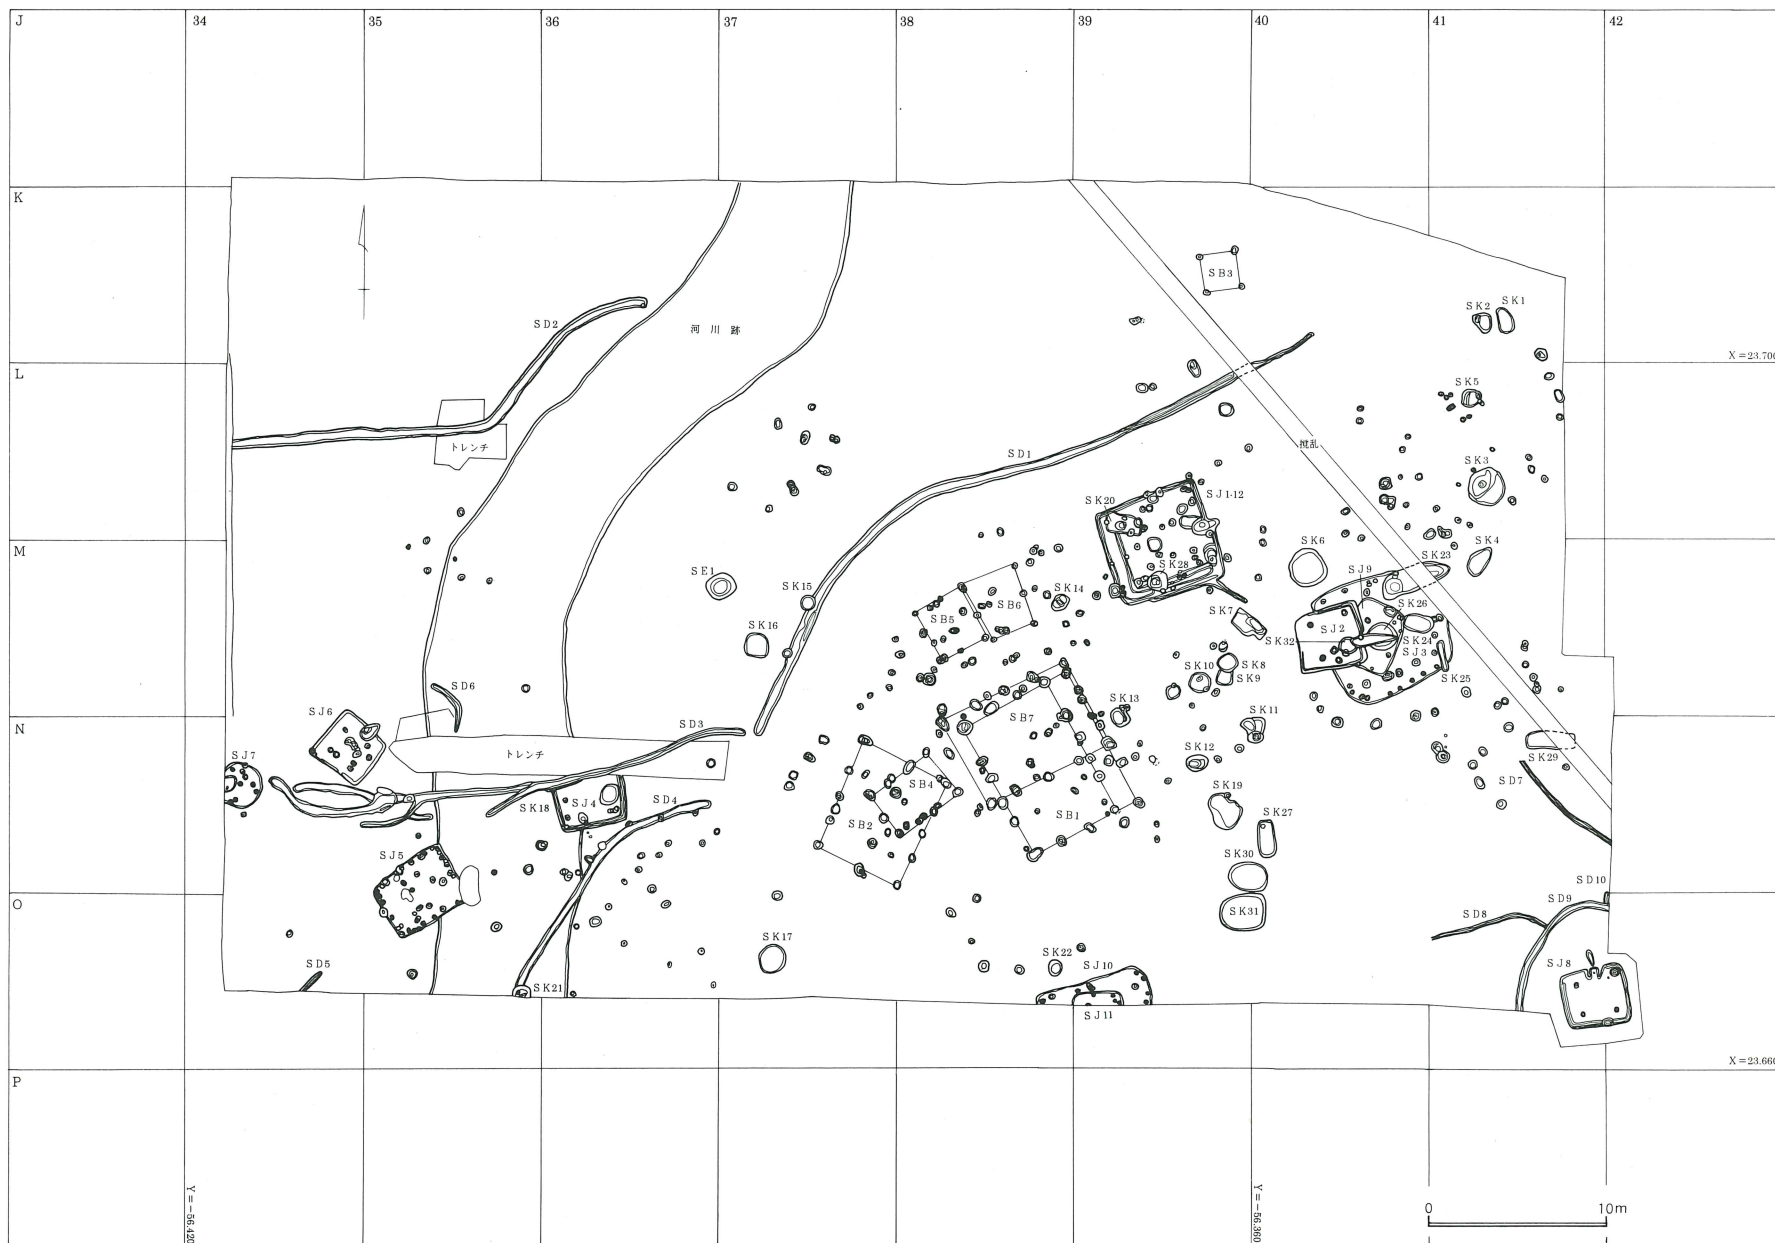 J
34
35
36
37
38
39
40
41
42
K
SB3
SK2
SK1
SD2
河川跡
X=23.700
L
SK5
トレンチ
SD1
攪乱
SK3
SK20
SJ1・12
M
SK6
SK23
SK4
SJ9
SE1
SK28
SK15
SK14
SK26
SB6
SB5
SK7
SJ2
SK16
SK32
SK24
SJ3
SK10
SK8
SK9
SK25
SD6
SK13
SJ6
SD3
SB7
SK11
N
トレンチ
SJ7
SK12
SK29
SD7
SB4
SK18
SJ4
SD4
SK19
SB1
SK27
SB2
SJ5
SK30
SD10
O
SD9
SK31
SD8
SK17
SK22
SJ10
SJ8
SD5
SK21
SJ11
X=23.660
P
Y=-56.420
Y=-56.360
0
10m